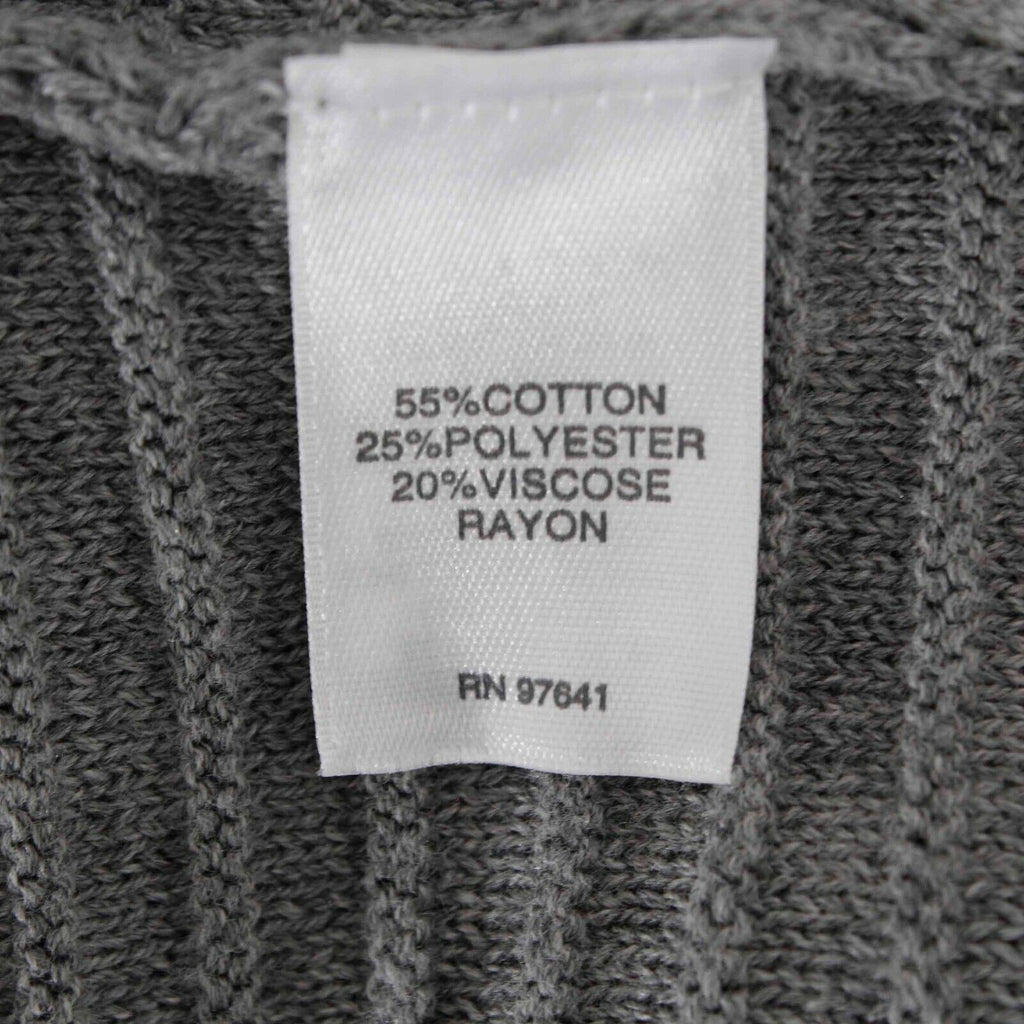 55%COTTON
25%POLYESTER
20%VISCOSE
RAYON
RN 97641